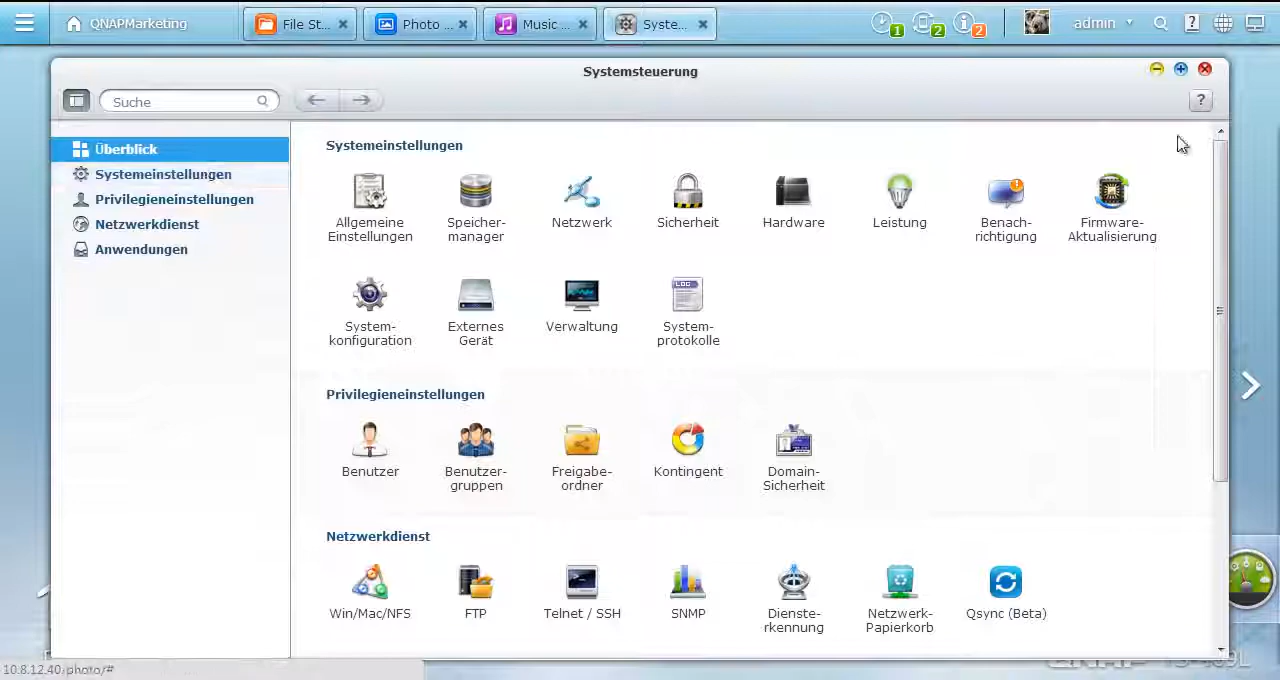 QNAPMarketing
File St...
Photo ...
Music ...
Syste...
1
2
2
admin
?
Systemsteuerung
Suche
?
Überblick
Systemeinstellungen
Privilegieneinstellungen
Netzwerkdienst
Anwendungen
Systemeinstellungen
Allgemeine
Einstellungen
Speicher-
manager
Netzwerk
Sicherheit
Hardware
Leistung
Benach-
richtigung
Firmware-
Aktualisierung
System-
konfiguration
Externes
Gerät
Verwaltung
LOG
System-
protokolle
Privilegieneinstellungen
Benutzer
Benutzer-
gruppen
Freigabe-
ordner
Kontingent
Domain-
Sicherheit
Netzwerkdienst
Win/Mac/NFS
FTP
Telnet / SSH
SNMP
Dienste-
rkennung
Netzwerk-
Papierkorb
Qsync (Beta)
10.8.12.40/photo/#